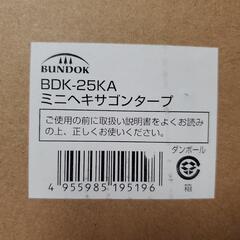 BUNDOK
BDK-25KA
ミニヘキサゴンタープ
ご使用の前に取扱い説明書をよくお読み
の上、正しくお使いください。
ダンボール
4 955985 195196